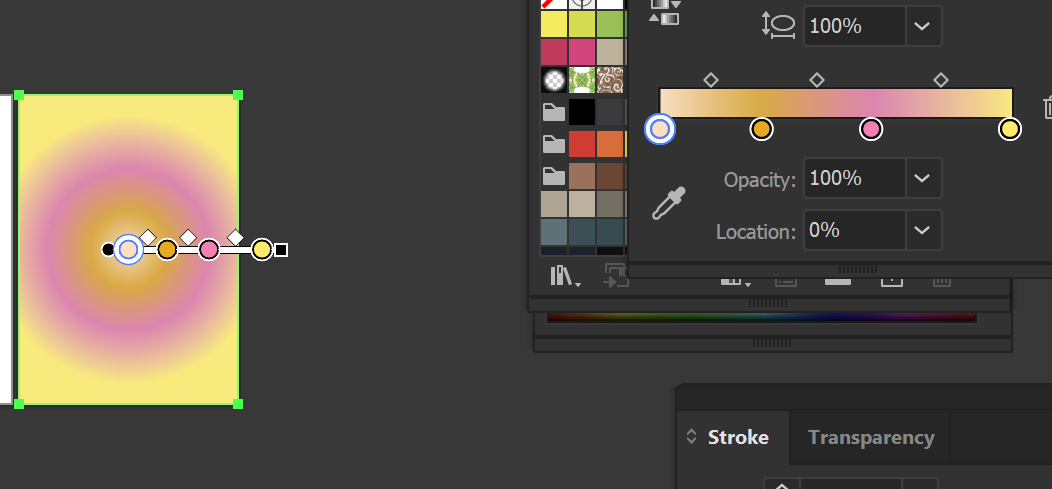 100%
Opacity:
100%
Location:
0%
Stroke
Transparency